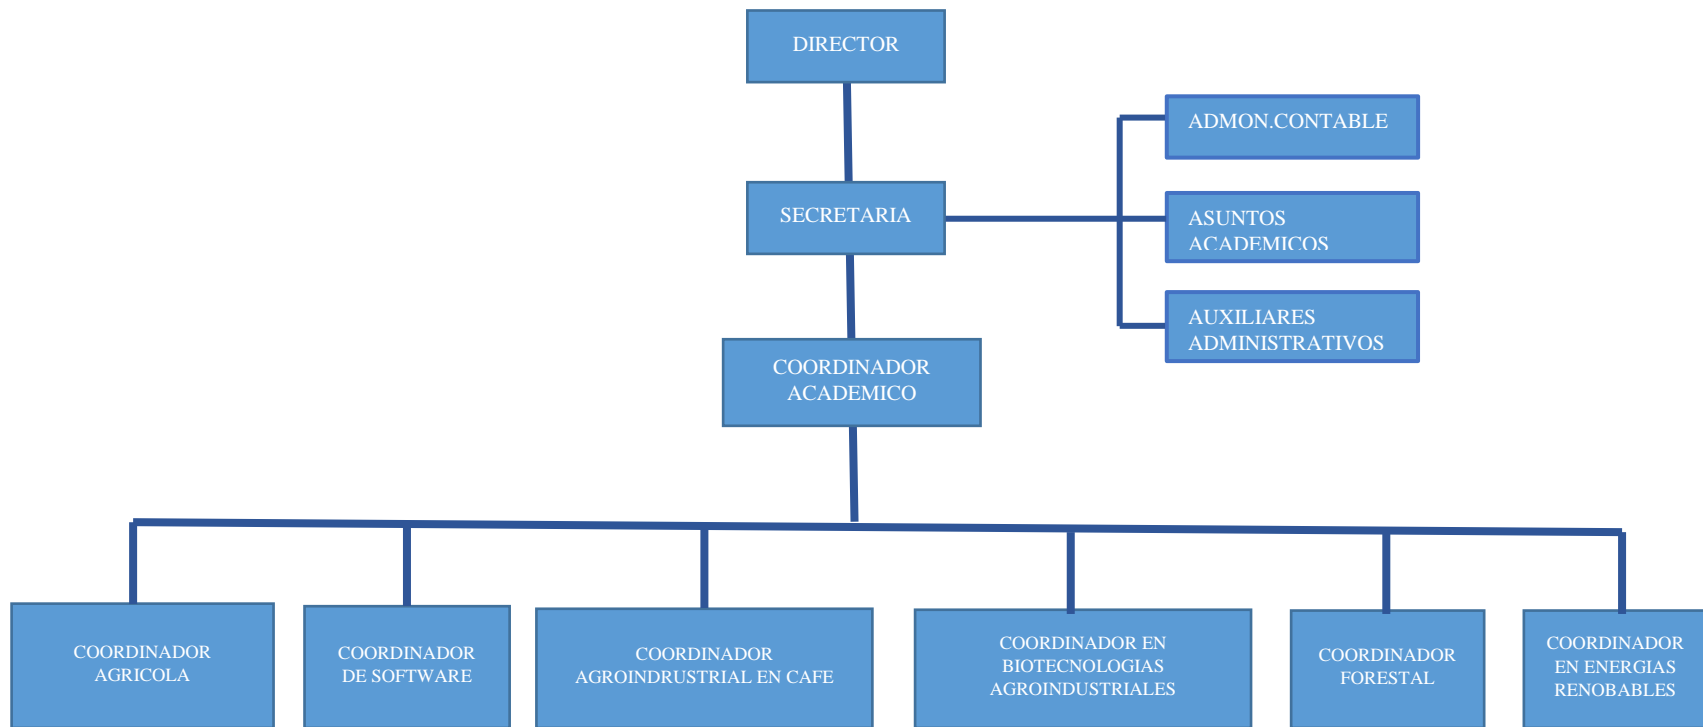 DIRECTOR
ADMON.CONTABLE
SECRETARIA
ASUNTOS
ACADEMICOS
AUXILIARES
ADMINISTRATIVOS
COORDINADOR
ACADEMICO
COORDINADOR
AGRICOLA
COORDINADOR
DE SOFTWARE
COORDINADOR
AGROINDRUSTRIAL EN CAFE
COORDINADOR EN
BIOTECNOLOGIAS
AGROINDUSTRIALES
COORDINADOR
FORESTAL
COORDINADOR
EN ENERGIAS
RENOBABLES